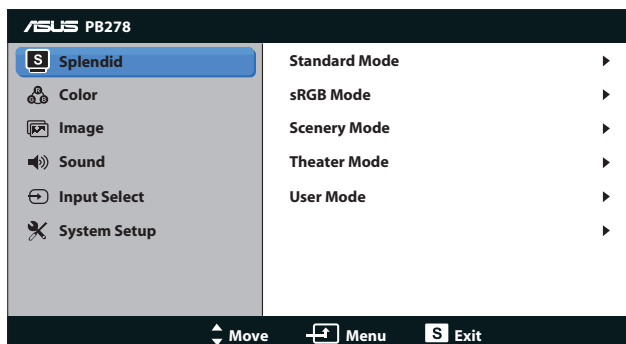 ASUS PB278
S Splendid
Color
Image
Sound
Input Select
System Setup
Standard Mode
sRGB Mode
Scenery Mode
Theater Mode
User Mode
Move Menu S Exit